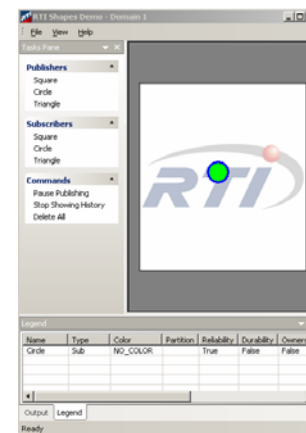 RTI Shapes Demo - Domain 1
File View Help
Tasks Pane
Publishers
Square
Circle
Triangle
Subscribers
Square
Circle
Triangle
Commands
Pause Publishing
Stop Showing History
Delete All
RTI
Legend
Name Type Color Partition Reliability Durability Owners
Circle Sub NO_COLOR True False False
Output Legend
Ready